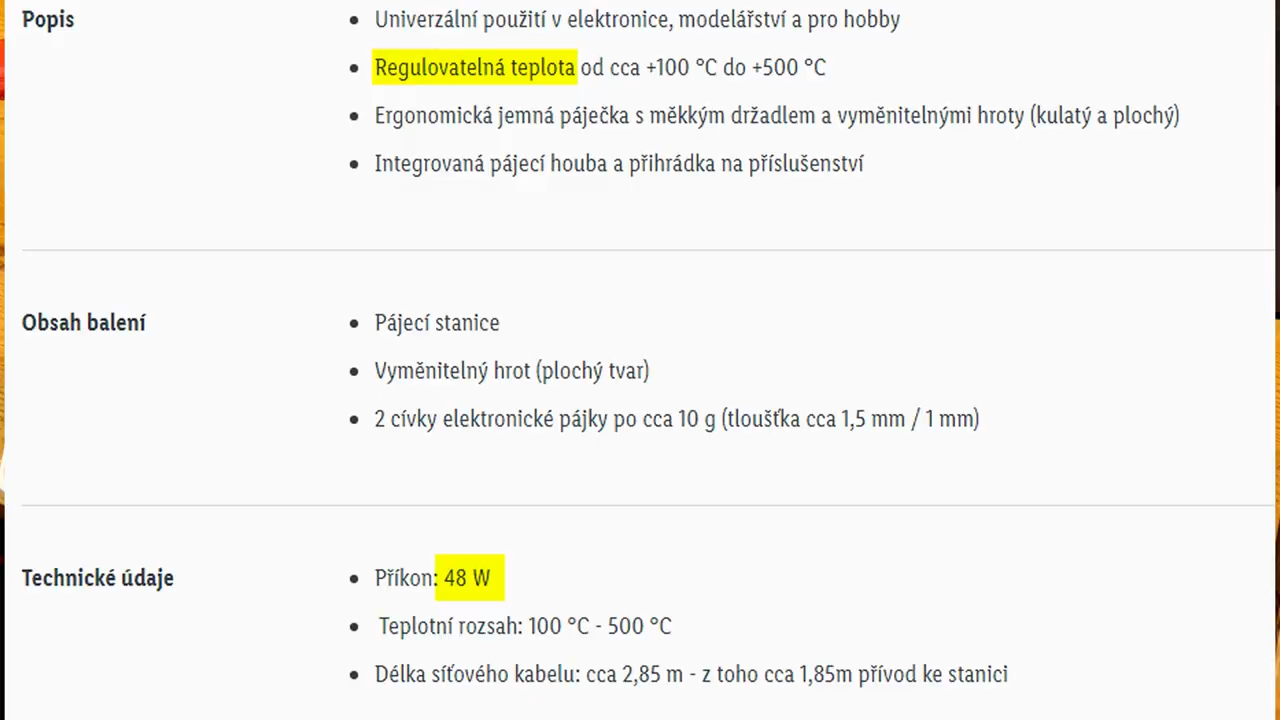 Popis
Univerzální použití v elektronice, modelářství a pro hobby
Regulovatelná teplota od cca +100 °C do +500 °C
Ergonomická jemná páječka s měkkým držadlem a vyměnitelnými hroty (kulatý a plochý)
Integrovaná pájecí houba a přihrádka na příslušenství
Obsah balení
Pájecí stanice
Vyměnitelný hrot (plochý tvar)
2 cívky elektronické pájky po cca 10 g (tloušťka cca 1,5 mm / 1 mm)
Technické údaje
Příkon: 48 W
Teplotní rozsah: 100 °C - 500 °C
Délka síťového kabelu: cca 2,85 m - z toho cca 1,85m přívod ke stanici